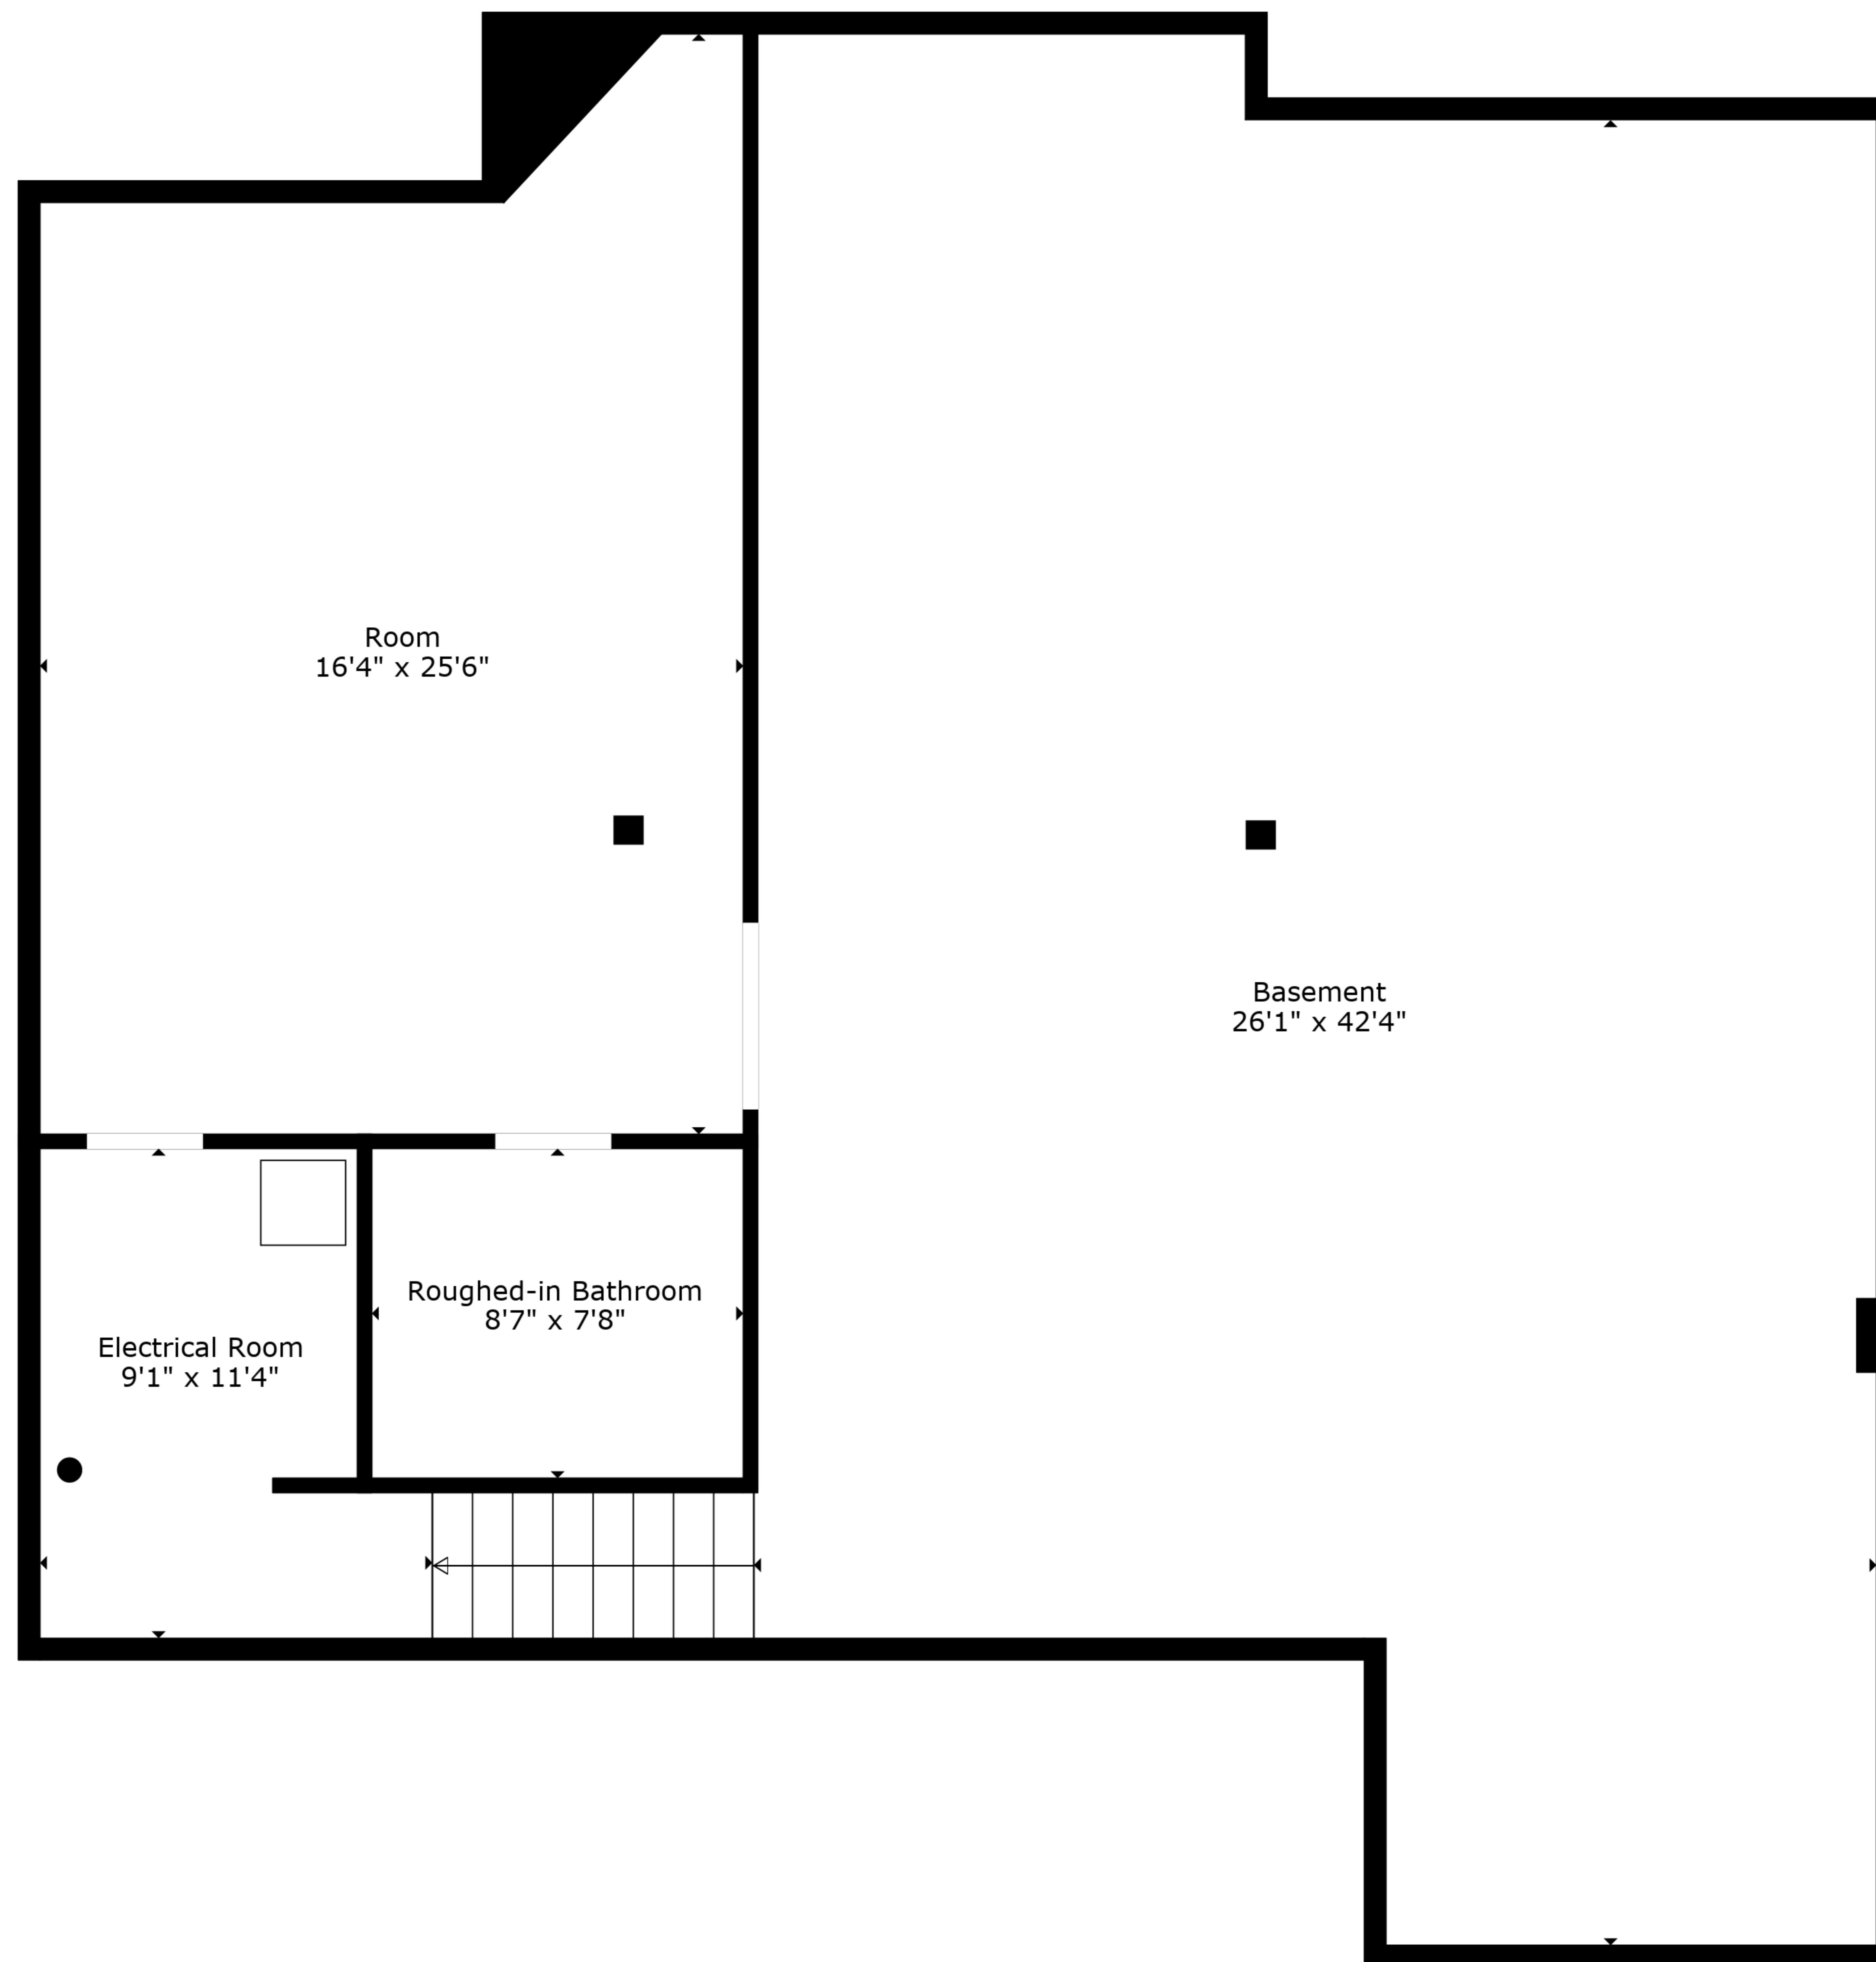 Room
16'4" x 25'6"
Basement
26'1" x 42'4"
Roughed-in Bathroom
8'7" x 7'8"
Electrical Room
9'1" x 11'4"